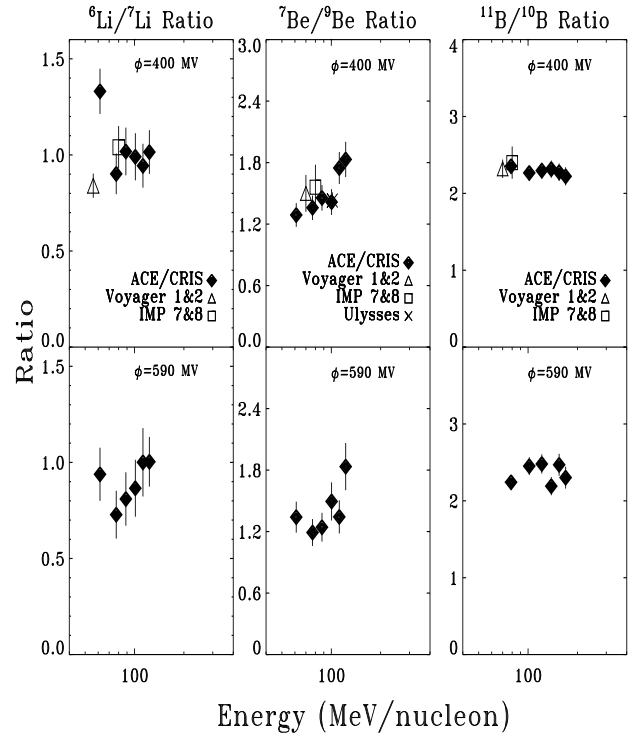 ⁶Li/⁷Li Ratio
⁷Be/⁹Be Ratio
¹¹B/¹⁰B Ratio
1.5
1.0
0.5
0.0
ϕ=400 MV
ACE/CRIS
Voyager 1&2
IMP 7&8
3.0
2.4
1.8
1.2
0.6
0.0
ϕ=400 MV
ACE/CRIS
Voyager 1&2
IMP 7&8
Ulysses
4
3
2
1
0
ϕ=400 MV
ACE/CRIS
Voyager 1&2
IMP 7&8
Ratio
1.5
1.0
0.5
0.0
ϕ=590 MV
100
2.4
1.8
1.2
0.6
0
ϕ=590 MV
100
3
2
1
0
ϕ=590 MV
100
Energy (MeV/nucleon)